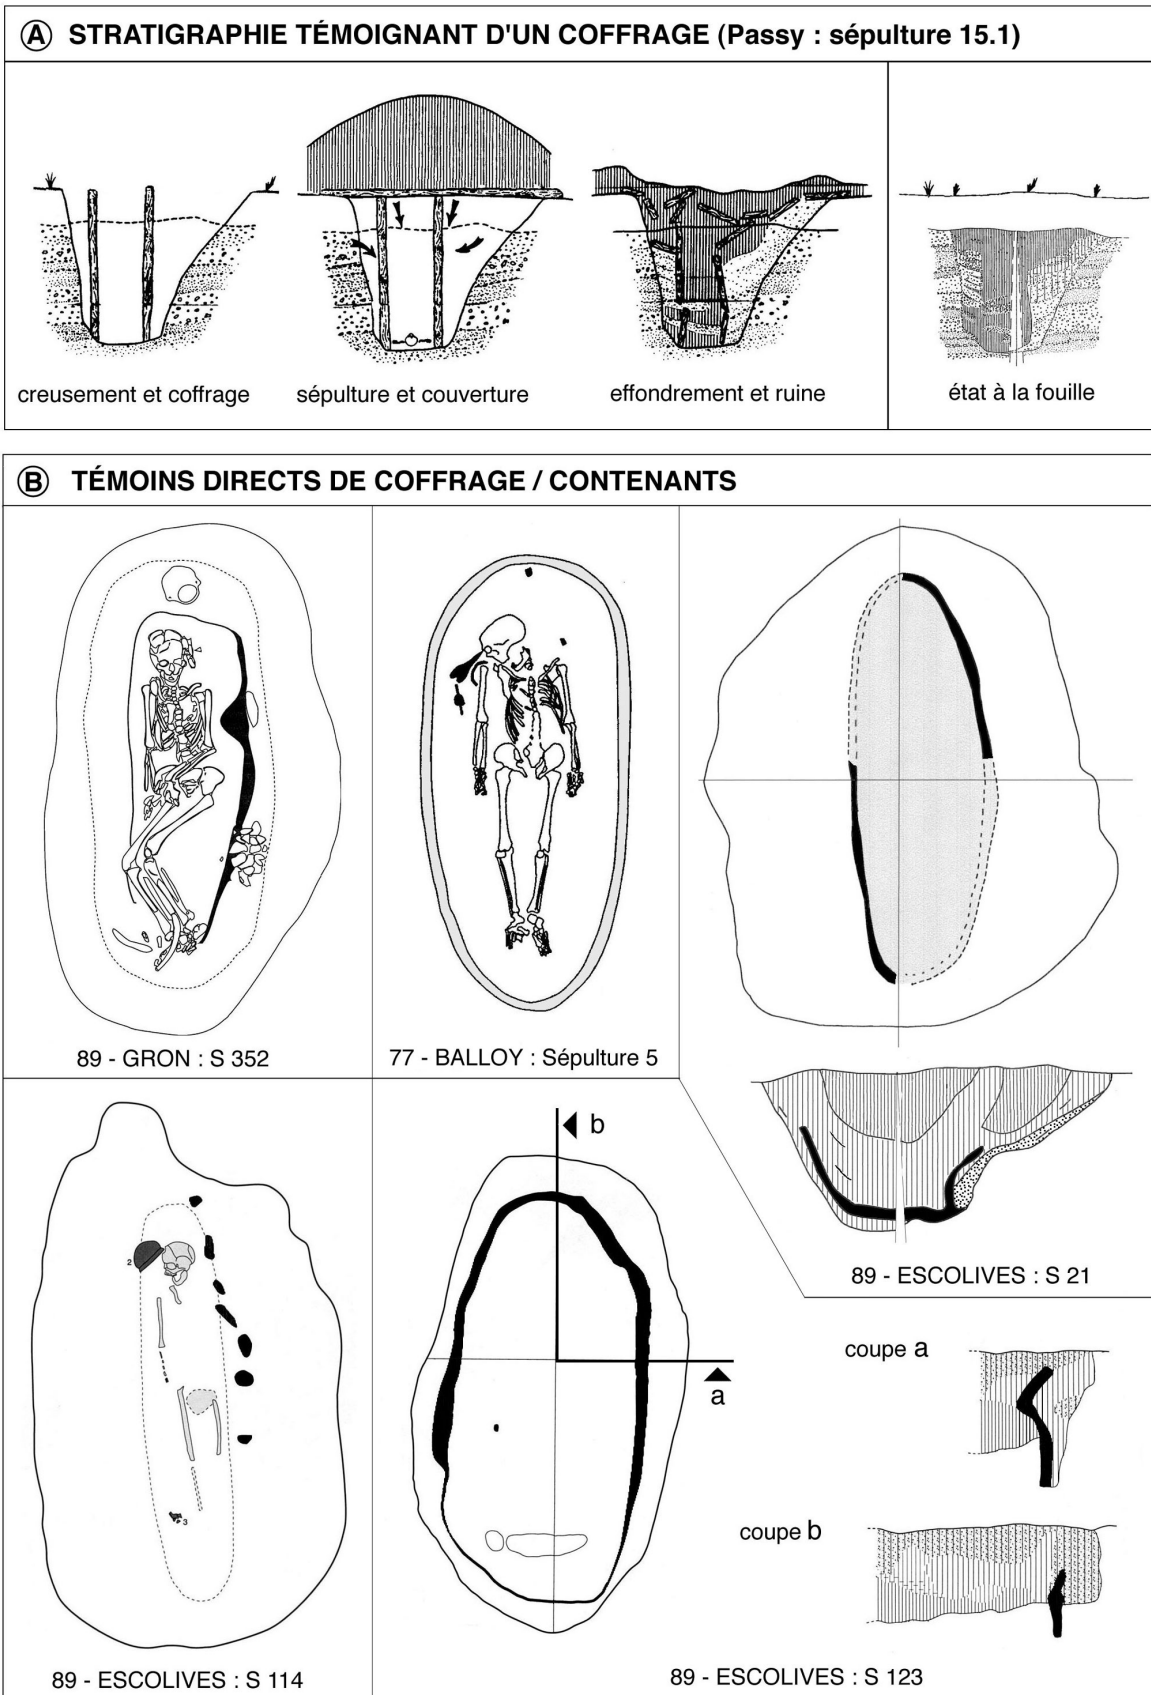 A STRATIGRAPHIE TÉMOIGNANT D'UN COFFRAGE (Passy : sépulture 15.1)
creusement et coffrage
sépulture et couverture
effondrement et ruine
état à la fouille
B TÉMOINS DIRECTS DE COFFRAGE / CONTENANTS
89 - GRON : S 352
77 - BALLOY : Sépulture 5
89 - ESCOLIVES : S 21
2
3
89 - ESCOLIVES : S 114
b
a
coupe a
coupe b
89 - ESCOLIVES : S 123